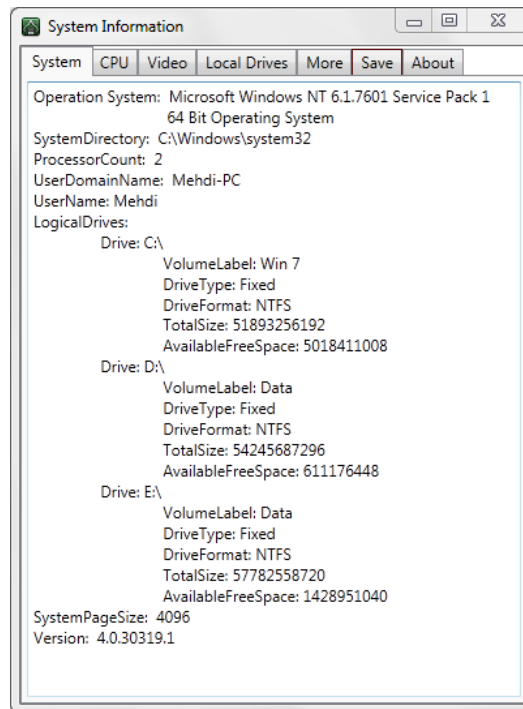 System Information
System CPU Video Local Drives More Save About
Operation System: Microsoft Windows NT 6.1.7601 Service Pack 1
64 Bit Operating System
SystemDirectory: C:\Windows\system32
ProcessorCount: 2
UserDomainName: Mehdi-PC
UserName: Mehdi
LogicalDrives:
Drive: C:\
VolumeLabel: Win 7
DriveType: Fixed
DriveFormat: NTFS
TotalSize: 51893256192
AvailableFreeSpace: 5018411008
Drive: D:\
VolumeLabel: Data
DriveType: Fixed
DriveFormat: NTFS
TotalSize: 54245687296
AvailableFreeSpace: 611176448
Drive: E:\
VolumeLabel: Data
DriveType: Fixed
DriveFormat: NTFS
TotalSize: 57782558720
AvailableFreeSpace: 1428951040
SystemPageSize: 4096
Version: 4.0.30319.1